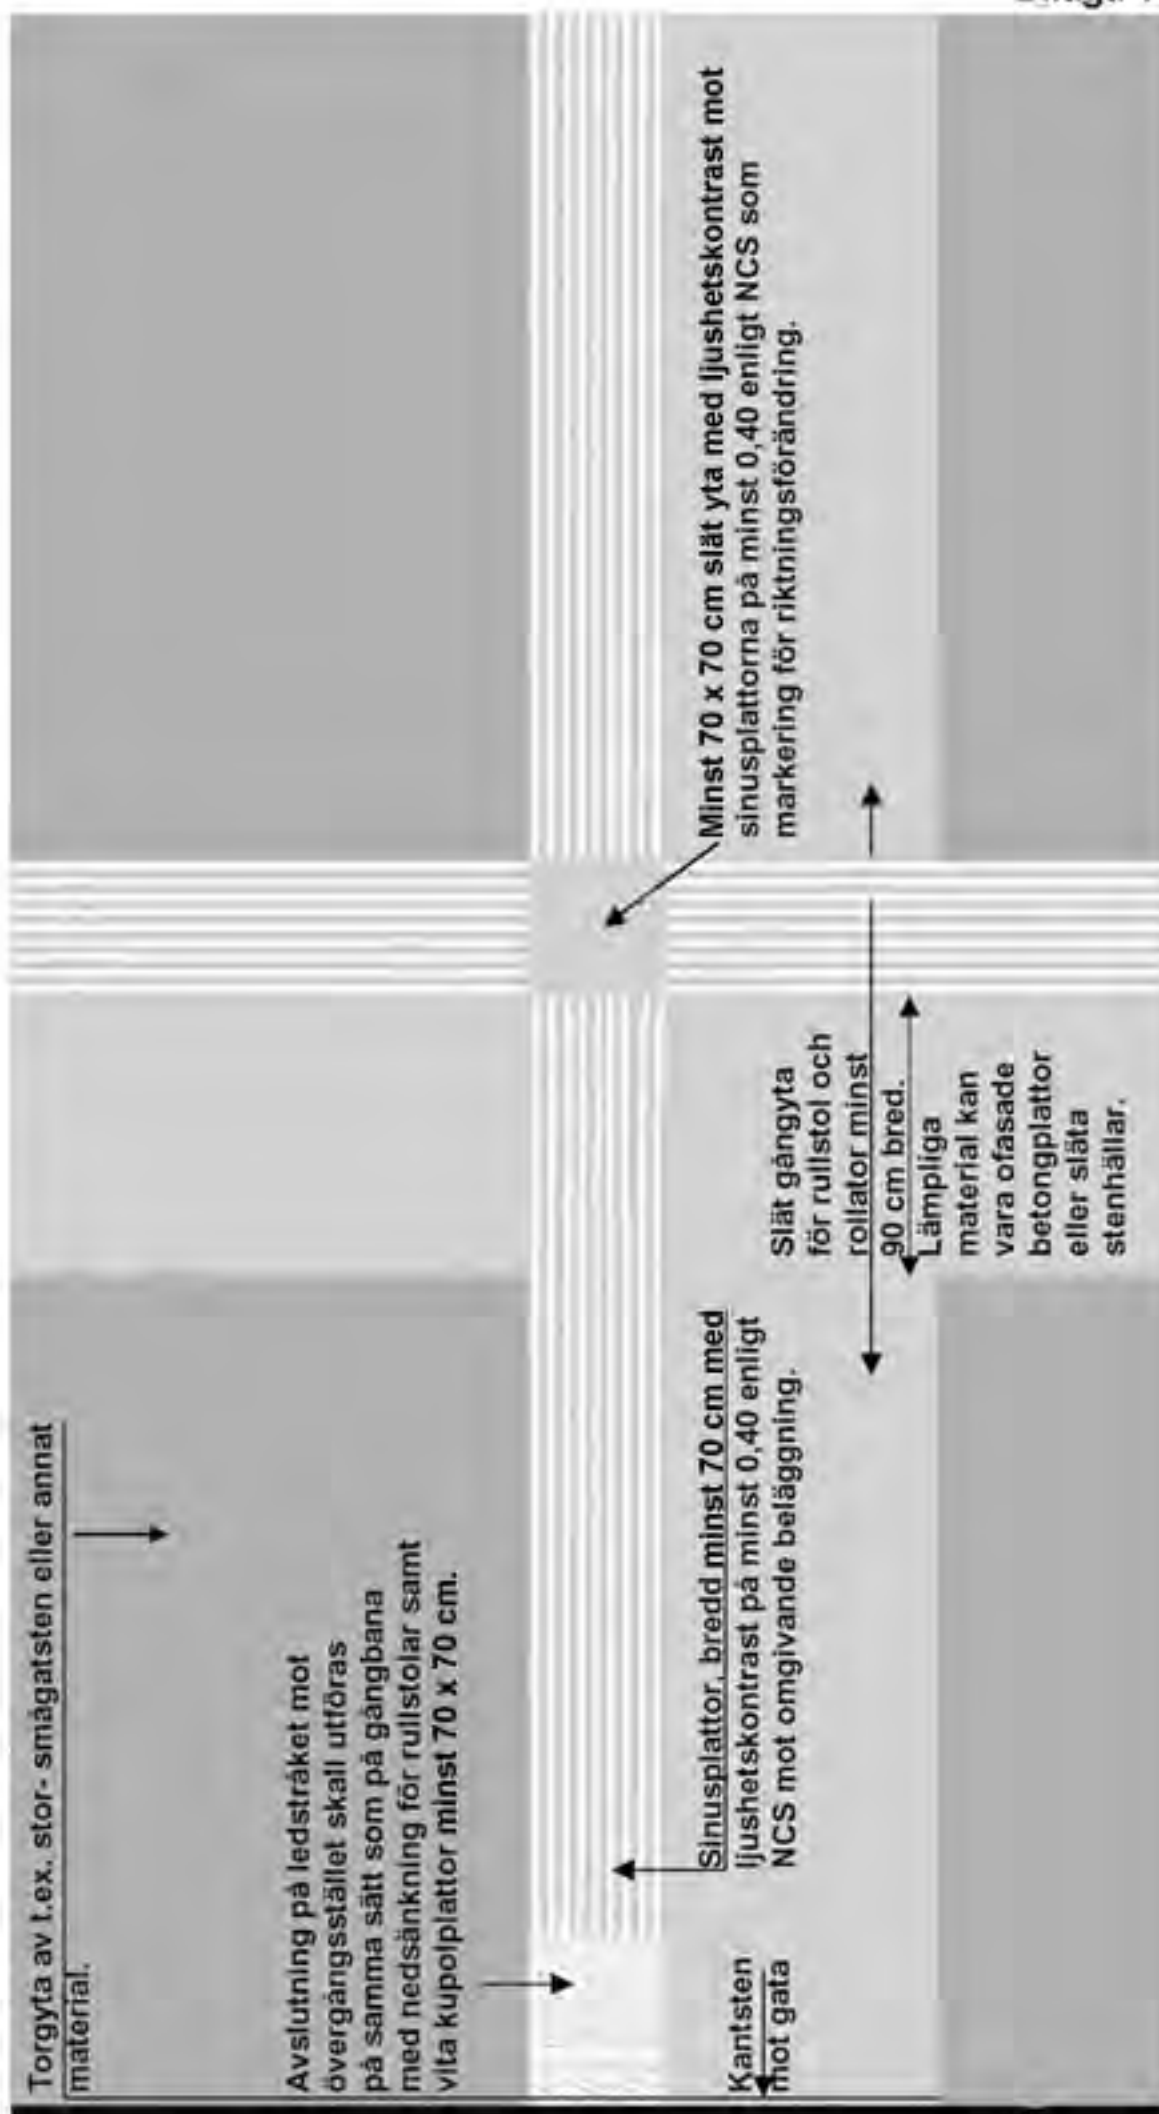 Torgyta av t.ex. stor- smågatsten eller annat
material.
Avslutning på ledstråket mot
övergångsstället skall utföras
på samma sätt som på gångbana
med nedsänkning för rullstolar samt
vita kupolplattor minst 70 x 70 cm.
Kantsten
mot gata
Sinusplattor, bredd minst 70 cm med
ljushetskontrast på minst 0,40 enligt
NCS mot omgivande beläggning.
Slät gångyta
för rullstol och
rollator minst
90 cm bred.
Lämpliga
material kan
vara ofasade
betongplattor
eller släta
stenhällar.
Minst 70 x 70 cm slät yta med ljushetskontrast mot
sinusplattorna på minst 0,40 enligt NCS som
markering för riktningsförändring.